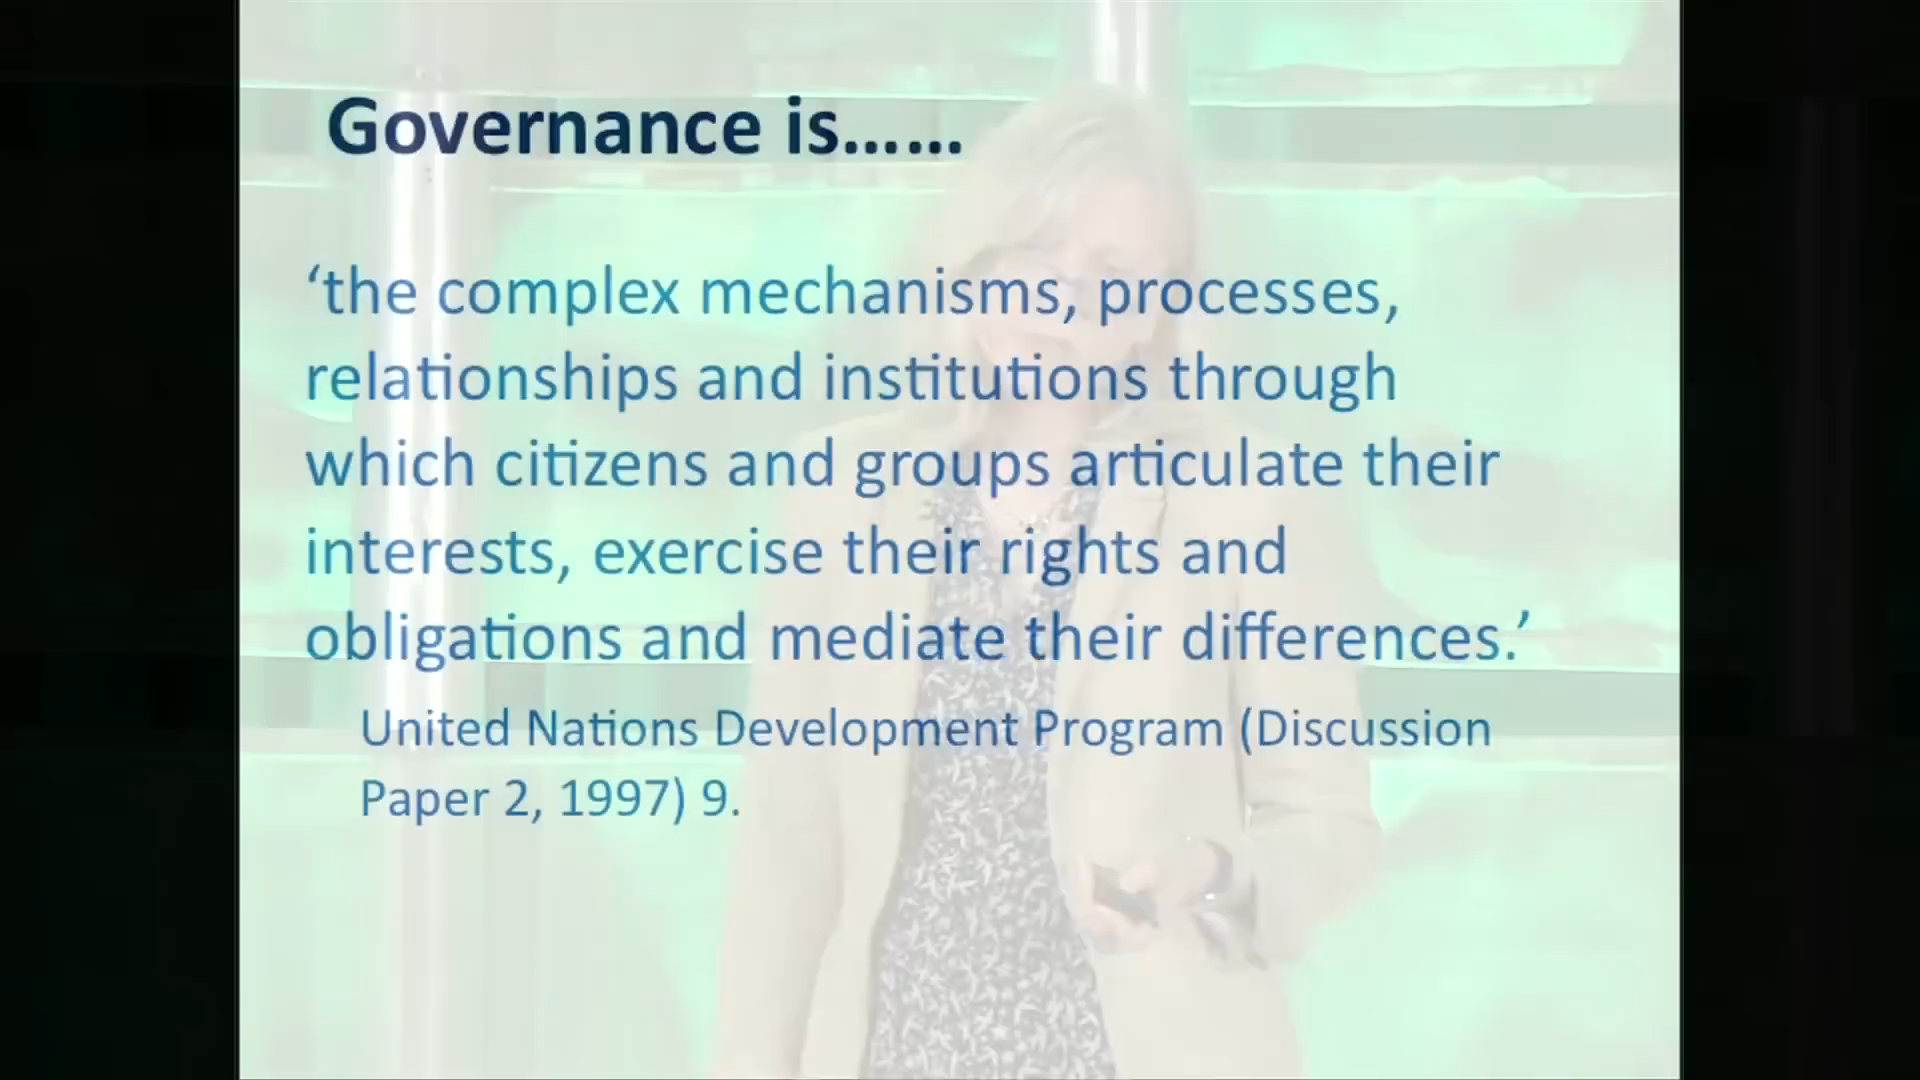 Governance is......
‘the complex mechanisms, processes,
relationships and institutions through
which citizens and groups articulate their
interests, exercise their rights and
obligations and mediate their differences.’
United Nations Development Program (Discussion
Paper 2, 1997) 9.